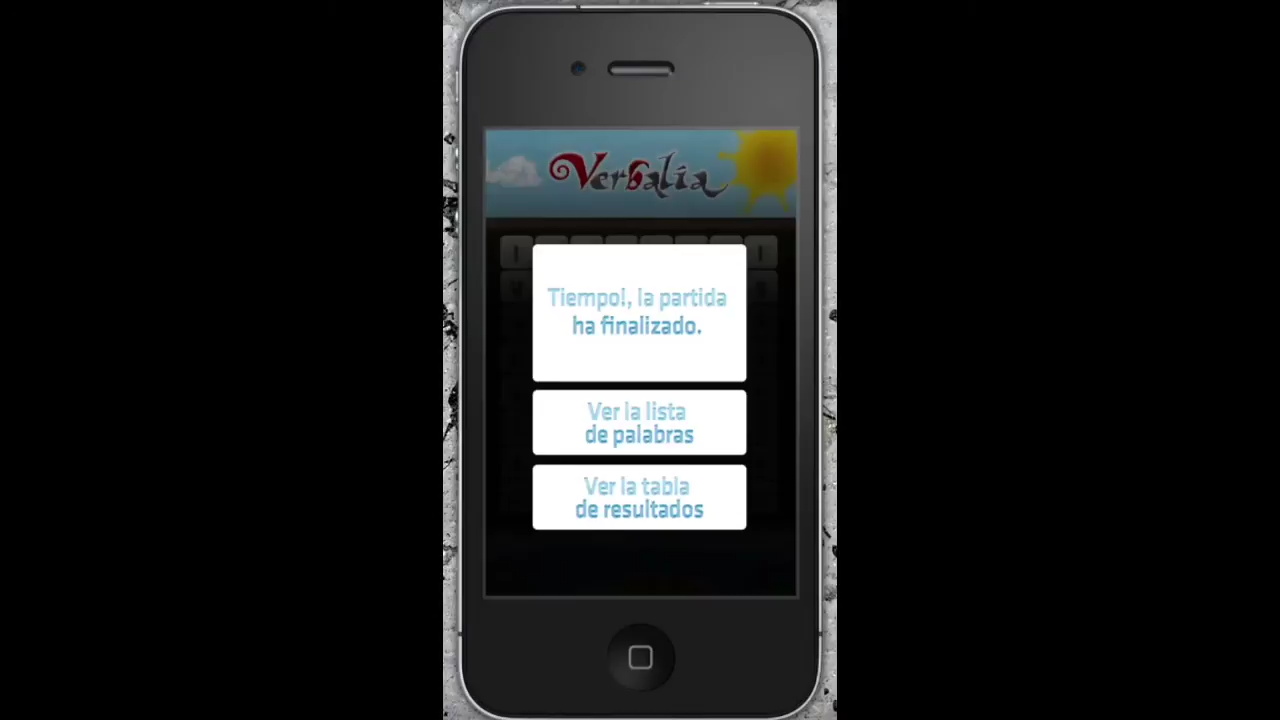 Verbalia
Tiempo!, la partida
ha finalizado.
Ver la lista
de palabras
Ver la tabla
de resultados